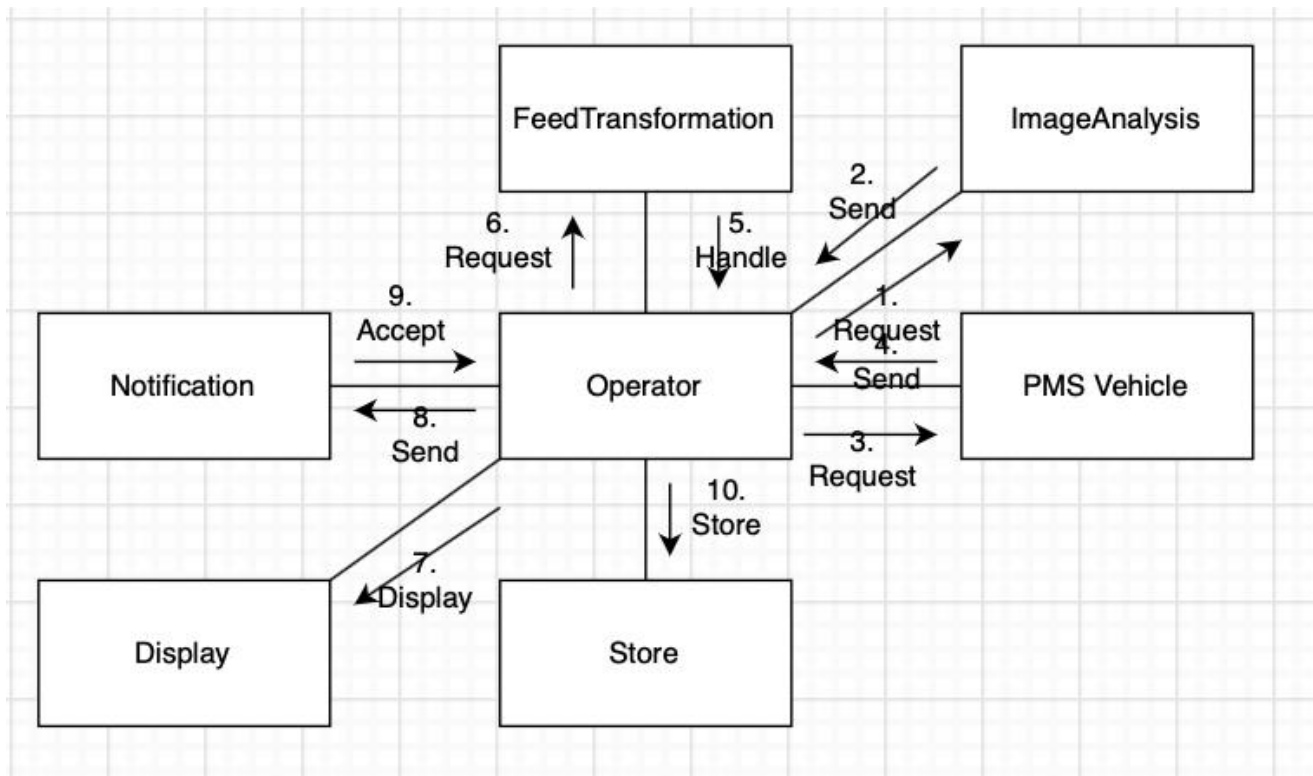 FeedTransformation
ImageAnalysis
2.
Send
6.
Request
5.
Handle
9.
Accept
1.
Request
4.
Send
Notification
Operator
PMS Vehicle
8.
Send
3.
Request
10.
Store
7.
Display
Display
Store